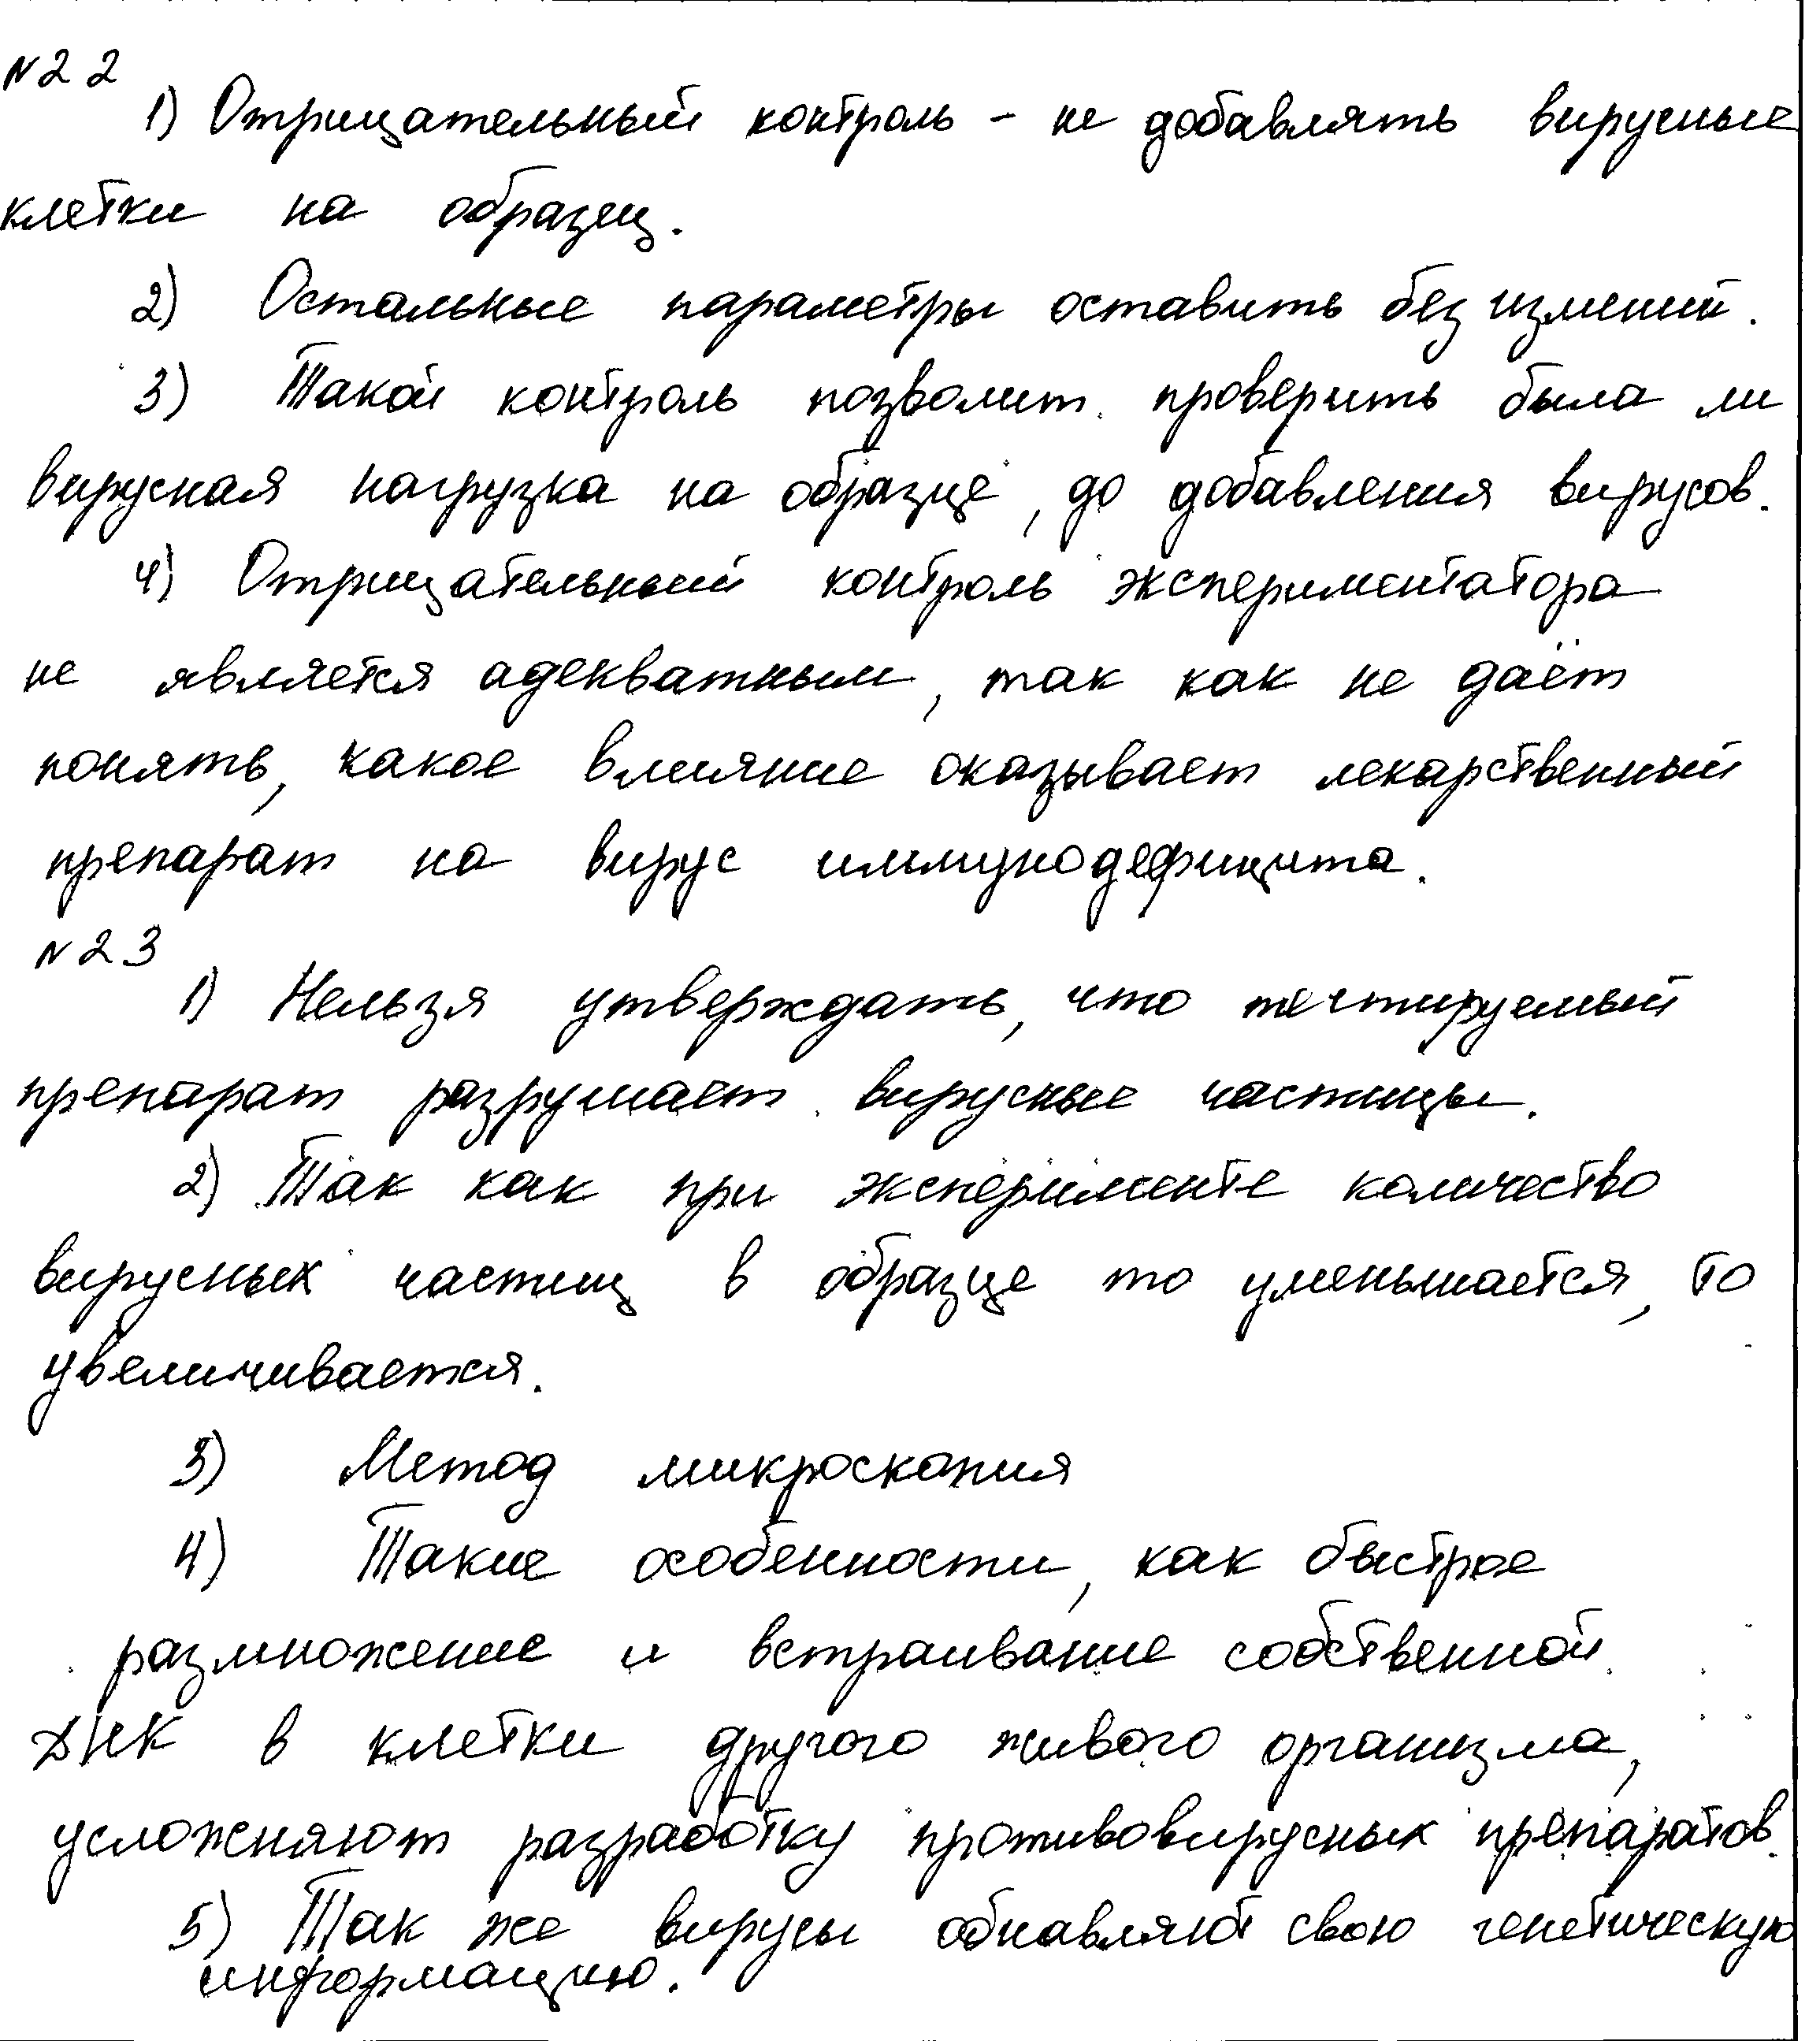 №22
1) Отрицательный контроль - не добавлять вирусные
клетки на образец.
2) Остальные параметры оставить без измений.
3) Такой контроль позволит проверить была ли
вирусная нагрузка на образце, до добавления вирусов.
4) Отрицательный контроль экспериментатора
не является адекватным, так как не даёт
понять, какое влияние оказывает лекарственный
препарат на вирус иммунодефицита.
№23
1) Нельзя утверждать, что тестируемый
препарат разрушает вирусные частицы.
2) Так как при эксперименте количество
вирусных частиц в образце то уменьшается, то
увеличивается.
3) Метод микроскопия
4) Такие особенности, как быстрое
размножение и встраивание собственной
ДНК в клетки другого живого организма,
усложняют разработку противовирусных препаратов.
5) Так же вирусы обнавляют свою генетическую
информацию.